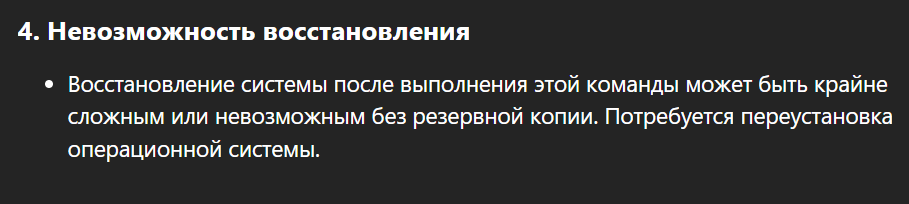 4. Невозможность восстановления
• Восстановление системы после выполнения этой команды может быть крайне
сложным или невозможным без резервной копии. Потребуется переустановка
операционной системы.